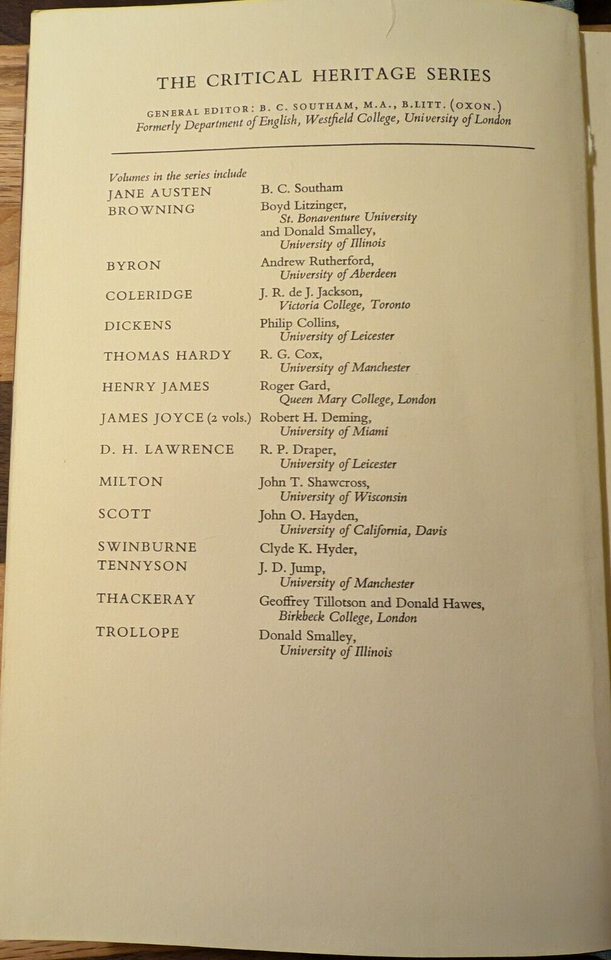 THE CRITICAL HERITAGE SERIES
GENERAL EDITOR: B. C. SOUTHAM, M.A., B.LITT. (OXON.)
Formerly Department of English, Westfield College, University of London
Volumes in the series include
JANE AUSTEN B. C. Southam
BROWNING Boyd Litzinger,
St. Bonaventure University
and Donald Smalley,
University of Illinois
BYRON Andrew Rutherford,
University of Aberdeen
COLERIDGE J. R. de J. Jackson,
Victoria College, Toronto
DICKENS Philip Collins,
University of Leicester
THOMAS HARDY R. G. Cox,
University of Manchester
HENRY JAMES Roger Gard,
Queen Mary College, London
JAMES JOYCE (2 vols.) Robert H. Deming,
University of Miami
D. H. LAWRENCE R. P. Draper,
University of Leicester
MILTON John T. Shawcross,
University of Wisconsin
SCOTT John O. Hayden,
University of California, Davis
SWINBURNE Clyde K. Hyder,
TENNYSON J. D. Jump,
University of Manchester
THACKERAY Geoffrey Tillotson and Donald Hawes,
Birkbeck College, London
TROLLOPE Donald Smalley,
University of Illinois